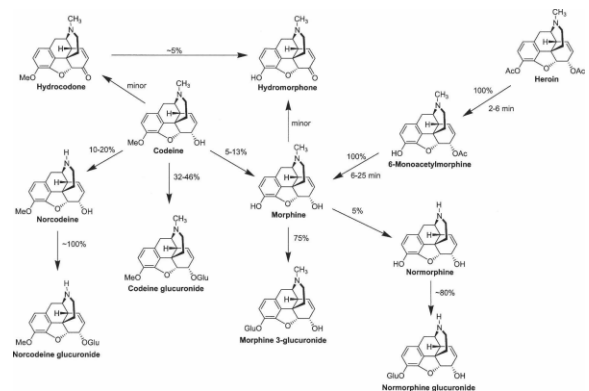 CH3
N
H
MeO
O
O
Hydrocodone
~5%
CH3
N
H
HO
O
O
Hydromorphone
CH3
N
H
AcO
O
OAc
Heroin
100%
2-6 min
minor
CH3
N
H
MeO
O
OH
Codeine
minor
CH3
N
H
HO
O
OAc
6-Monoacetylmorphine
100%
6-25 min
10-20%
5-13%
32-46%
H
N
H
MeO
O
OH
Norcodeine
CH3
N
H
HO
O
OH
Morphine
5%
~100%
75%
CH3
N
H
MeO
O
OGlu
Codeine glucuronide
H
N
H
HO
O
OH
Normorphine
~80%
H
N
H
MeO
O
OGlu
Norcodeine glucuronide
CH3
N
H
GluO
O
OH
Morphine 3-glucuronide
H
N
H
GluO
O
OH
Normorphine glucuronide